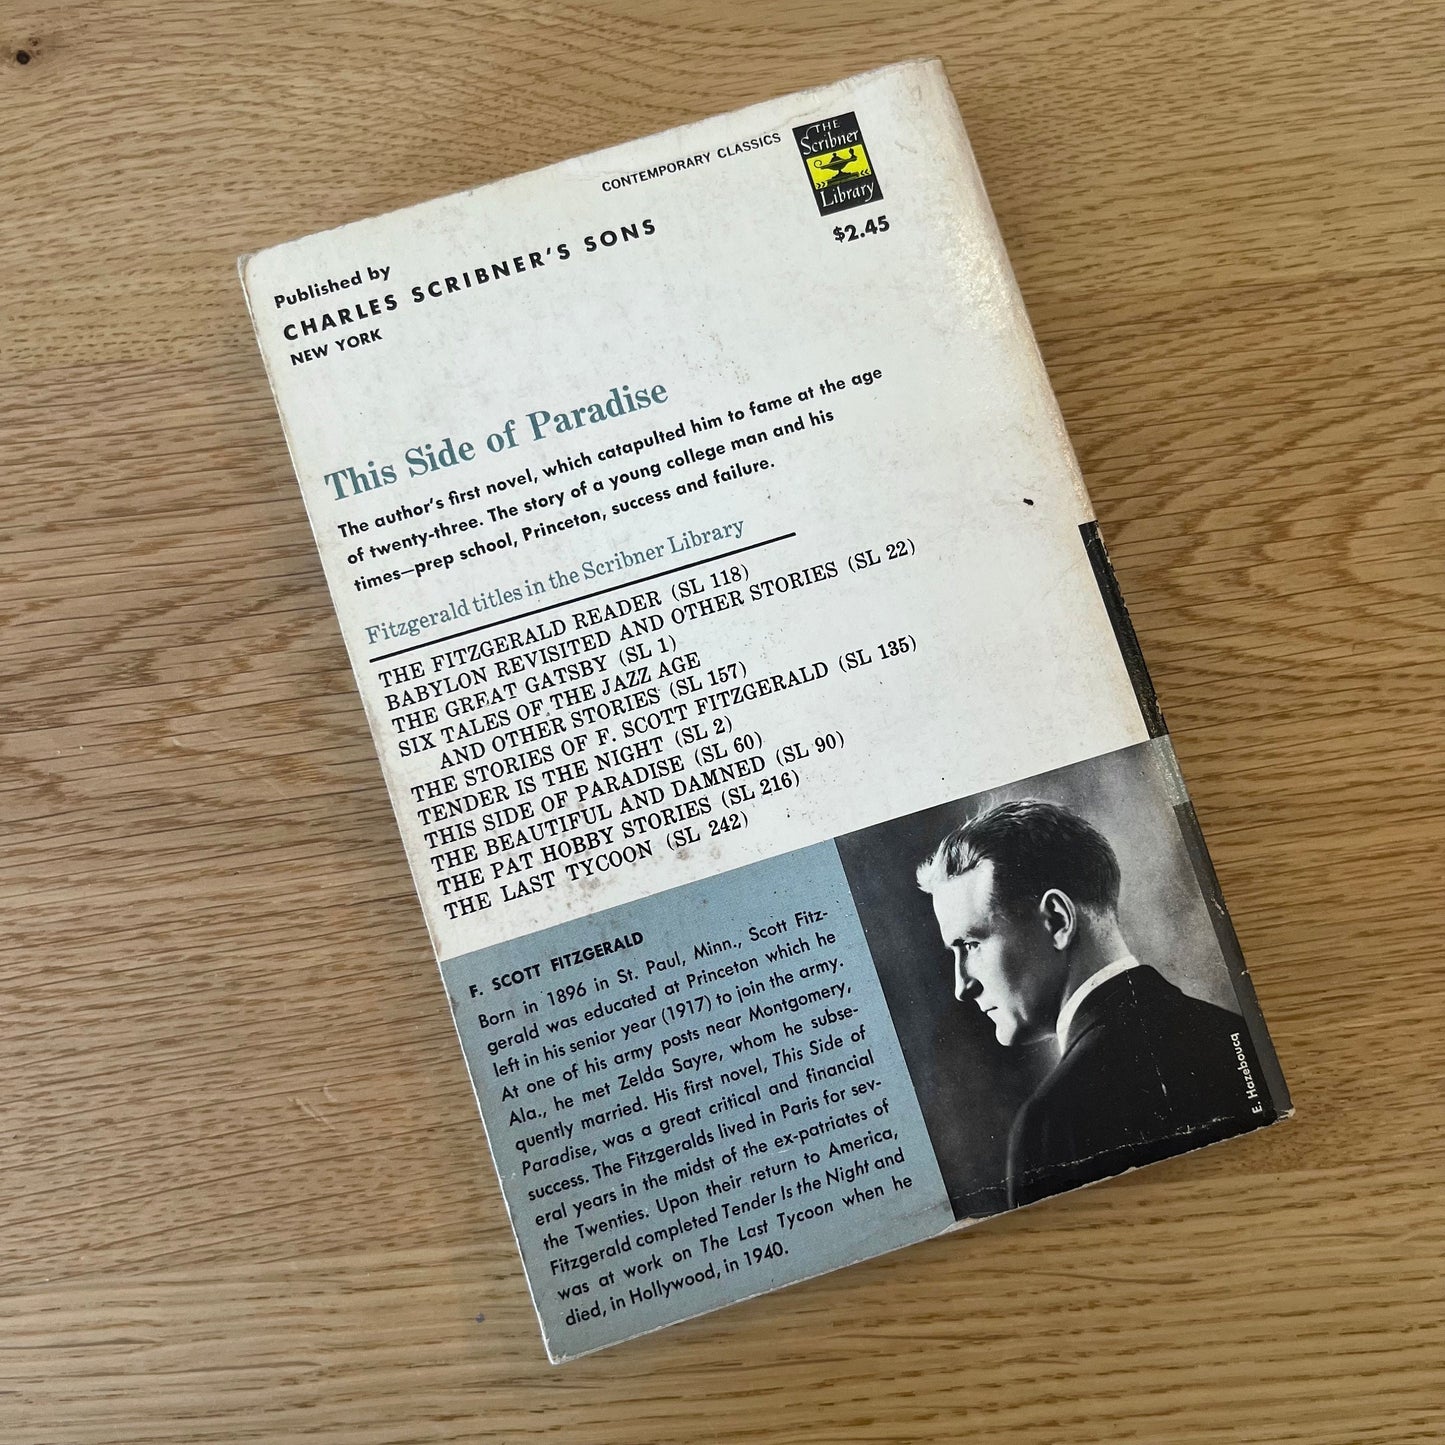 CONTEMPORARY CLASSICS
THE
Scribner
Library
$2.45
Published by
CHARLES SCRIBNER'S SONS
NEW YORK
This Side of Paradise
The author's first novel, which catapulted him to fame at the age
of twenty-three. The story of a young college man and his
times—prep school, Princeton, success and failure.
Fitzgerald titles in the Scribner Library
THE FITZGERALD READER (SL 118)
BABYLON REVISITED AND OTHER STORIES (SL 22)
THE GREAT GATSBY (SL 1)
SIX TALES OF THE JAZZ AGE
AND OTHER STORIES (SL 157)
THE STORIES OF F. SCOTT FITZGERALD (SL 135)
TENDER IS THE NIGHT (SL 2)
THIS SIDE OF PARADISE (SL 60)
THE BEAUTIFUL AND DAMNED (SL 90)
THE PAT HOBBY STORIES (SL 216)
THE LAST TYCOON (SL 242)
F. SCOTT FITZGERALD
Born in 1896 in St. Paul, Minn., Scott Fitz-
gerald was educated at Princeton which he
left in his senior year (1917) to join the army.
At one of his army posts near Montgomery,
Ala., he met Zelda Sayre, whom he subse-
quently married. His first novel, This Side of
Paradise, was a great critical and financial
success. The Fitzgeralds lived in Paris for sev-
eral years in the midst of the ex-patriates of
the Twenties. Upon their return to America,
Fitzgerald completed Tender Is the Night and
was at work on The Last Tycoon when he
died, in Hollywood, in 1940.
E. Hazeboucq